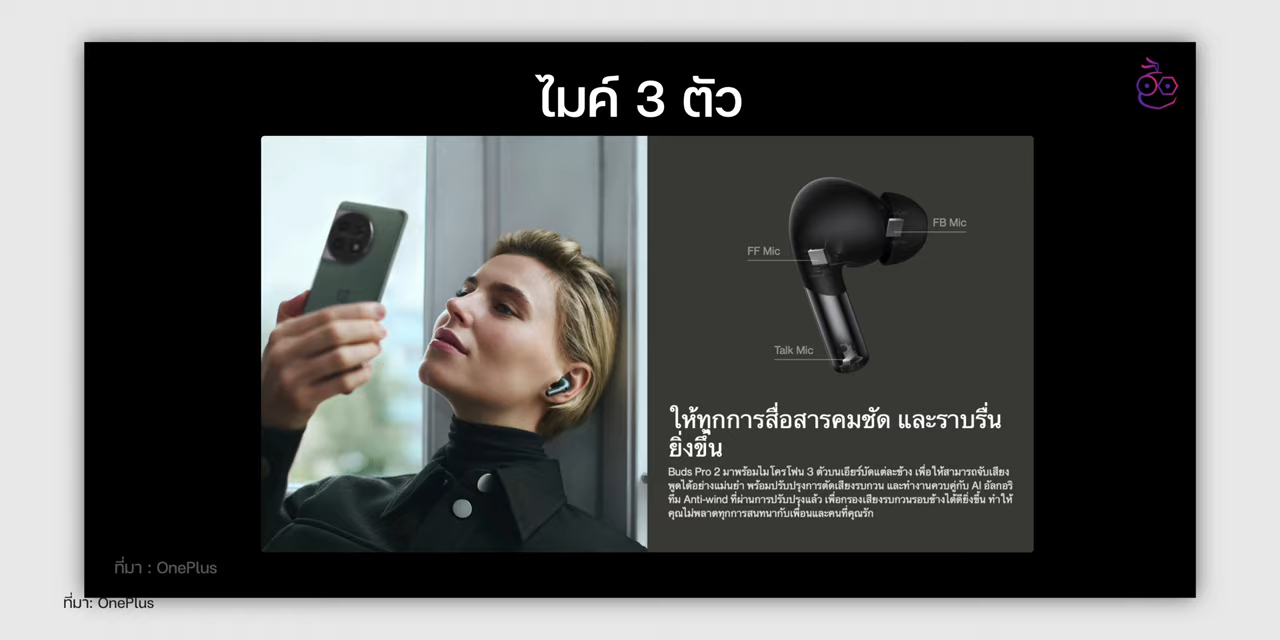 ไมค์ 3 ตัว
FB Mic
FF Mic
Talk Mic
ให้ทุกการสื่อสารคมชัด และราบรื่น
ยิ่งขึ้น
Buds Pro 2 มาพร้อมไมโครโฟน 3 ตัวบนเอียร์บัดแต่ละข้าง เพื่อให้สามารถจับเสียง
พูดได้อย่างแม่นยำ พร้อมปรับปรุงการตัดเสียงรบกวน และทำงานควบคู่กับ AI อัลกอริ
ทึม Anti-wind ที่ผ่านการปรับปรุงแล้ว เพื่อกรองเสียงรบกวนรอบข้างได้ดียิ่งขึ้น ทำให้
คุณไม่พลาดทุกการสนทนากับเพื่อนและคนที่คุณรัก
ที่มา : OnePlus
ที่มา: OnePlus